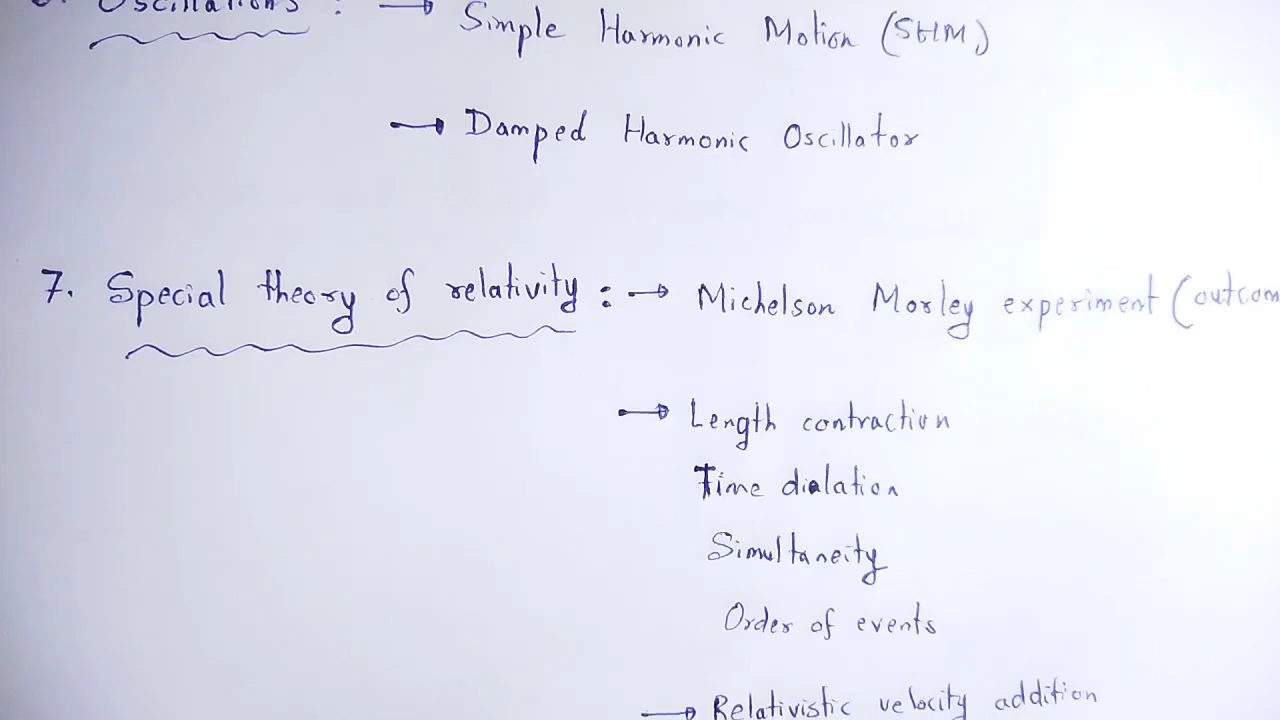 Oscillations : → Simple Harmonic Motion (SHM)
→ Damped Harmonic Oscillator
7. Special theory of relativity : → Michelson Morley experiment (outcom
→ Length contraction
Time dialation
Simultaneity
Order of events
→ Relativistic velocity addition